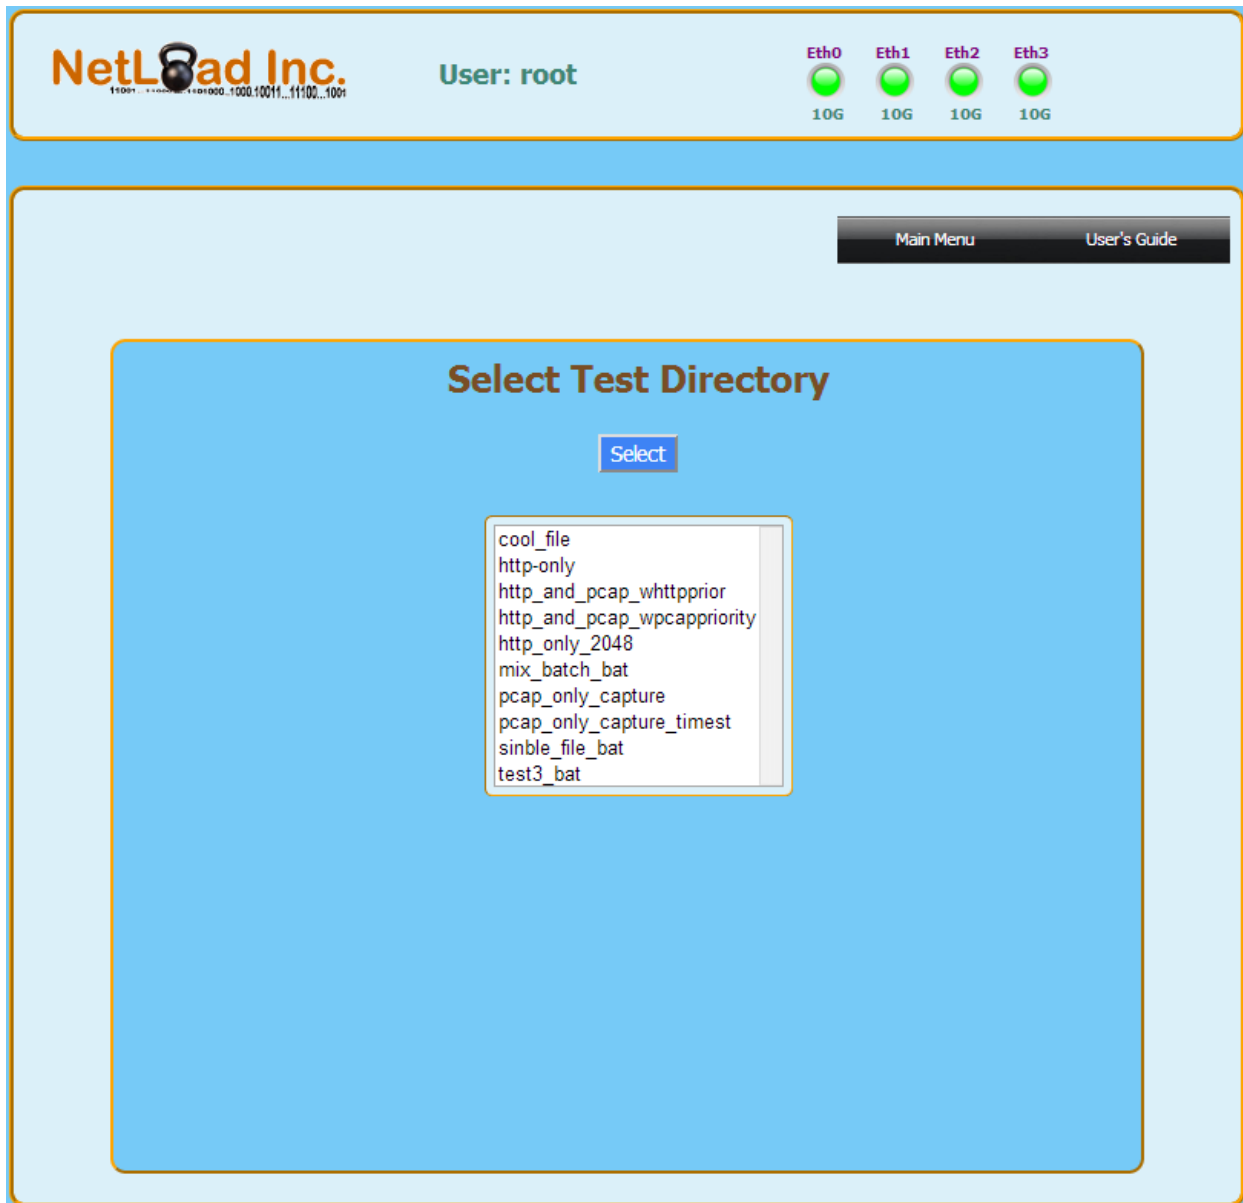 NetLoad Inc.
User: root
Eth0 Eth1 Eth2 Eth3
10G 10G 10G 10G
Main Menu User's Guide
Select Test Directory
Select
cool_file
http-only
http_and_pcap_whttpprior
http_and_pcap_wpcappriority
http_only_2048
mix_batch_bat
pcap_only_capture
pcap_only_capture_timest
sinble_file_bat
test3_bat